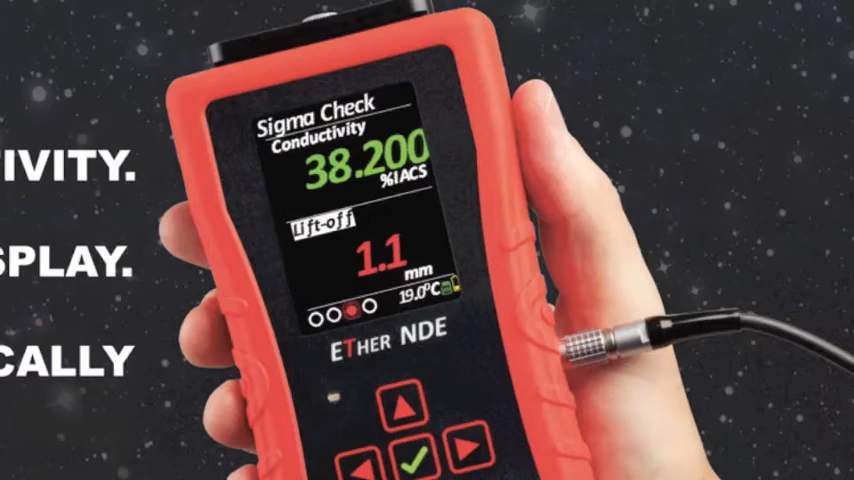 IVITY.
SPLAY.
CALLY
Sigma Check
Conductivity
38.200
%IACS
Lift-off
1.1
mm
19.0°C
ETHER NDE